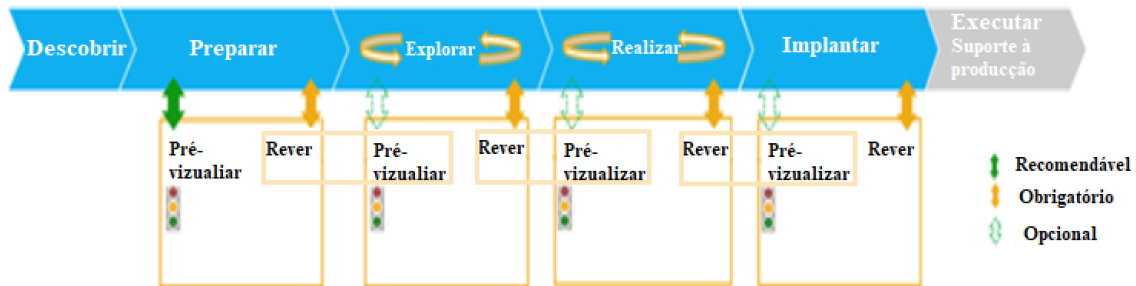 Descobrir
Preparar
Explorar
Realizar
Implantar
Executar
Suporte à
producção
Pré-
vizualiar
Rever
Pré-
vizualiar
Rever
Pré-
vizualizar
Rever
Pré-
vizualizar
Rever
Recomendável
Obrigatório
Opcional